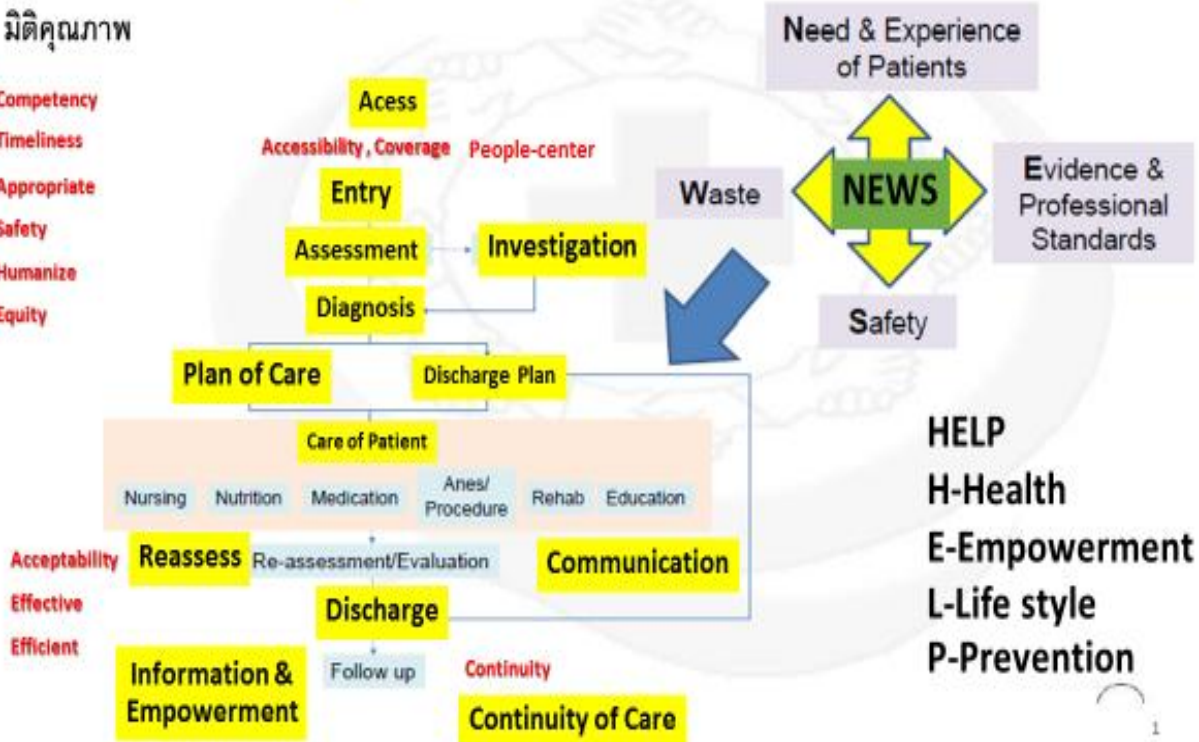 มิติคุณภาพ
Competency
Timeliness
Appropriate
Safety
Humanize
Equity
Acess
Accessibility , Coverage People-center
Entry
Assessment
Investigation
Diagnosis
Plan of Care
Discharge Plan
Care of Patient
Nursing
Nutrition
Medication
Anes/
Procedure
Rehab
Education
Acceptability
Effective
Efficient
Reassess
Re-assessment/Evaluation
Communication
Discharge
Information &
Empowerment
Follow up
Continuity
Continuity of Care
Need & Experience
of Patients
Waste
NEWS
Evidence &
Professional
Standards
Safety
HELP
H-Health
E-Empowerment
L-Life style
P-Prevention
1